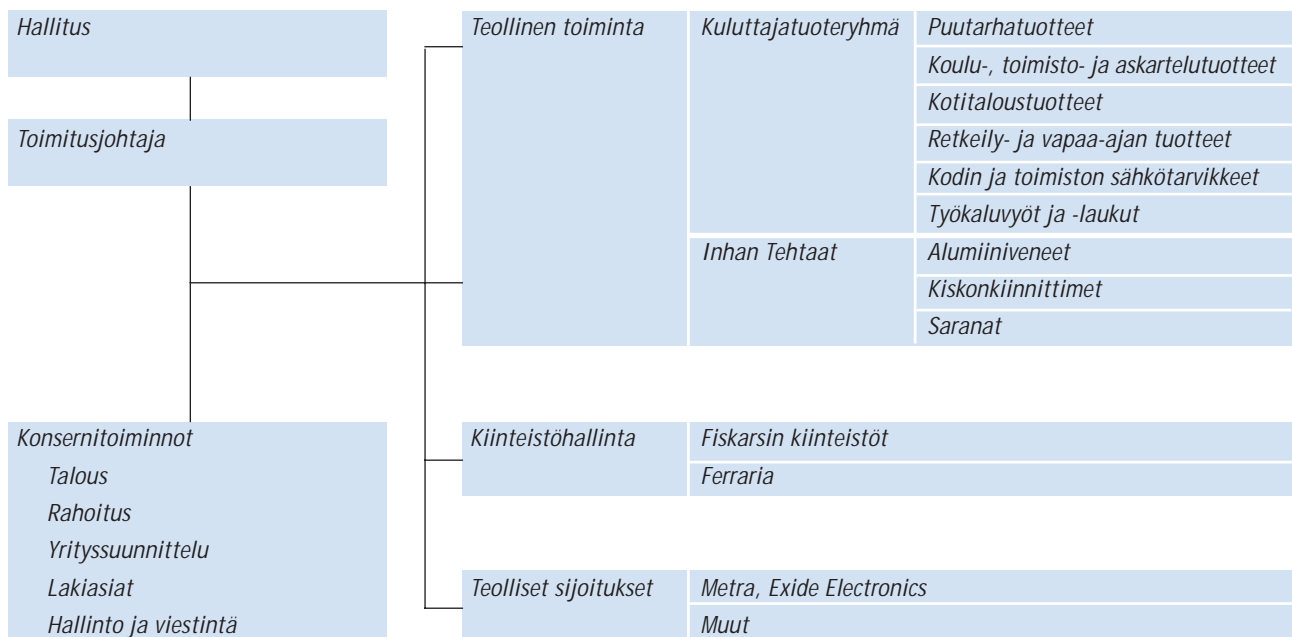 Hallitus
Toimitusjohtaja
Konsernitoiminnot
Talous
Rahoitus
Yrityssuunnittelu
Lakiasiat
Hallinto ja viestintä
Teollinen toiminta
Kuluttajatuoteryhmä
Puutarhatuotteet
Koulu-, toimisto- ja askartelutuotteet
Kotitaloustuotteet
Retkeily- ja vapaa-ajan tuotteet
Kodin ja toimiston sähkötarvikkeet
Työkaluvyöt ja -laukut
Inhan Tehtaat
Alumiiniveneet
Kiskonkiinnittimet
Saranat
Kiinteistöhallinta
Fiskarsin kiinteistöt
Ferraria
Teolliset sijoitukset
Metra, Exide Electronics
Muut